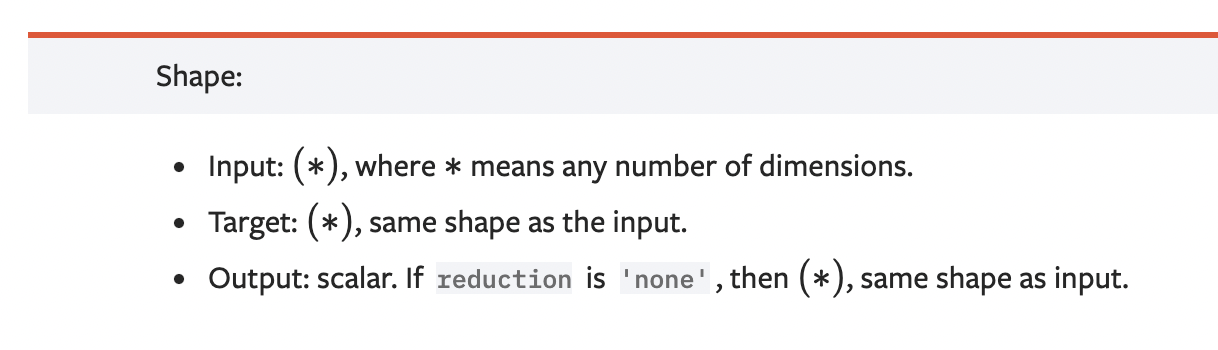 Shape:
• Input: (∗), where ∗ means any number of dimensions.
• Target: (∗), same shape as the input.
• Output: scalar. If reduction is 'none', then (∗), same shape as input.